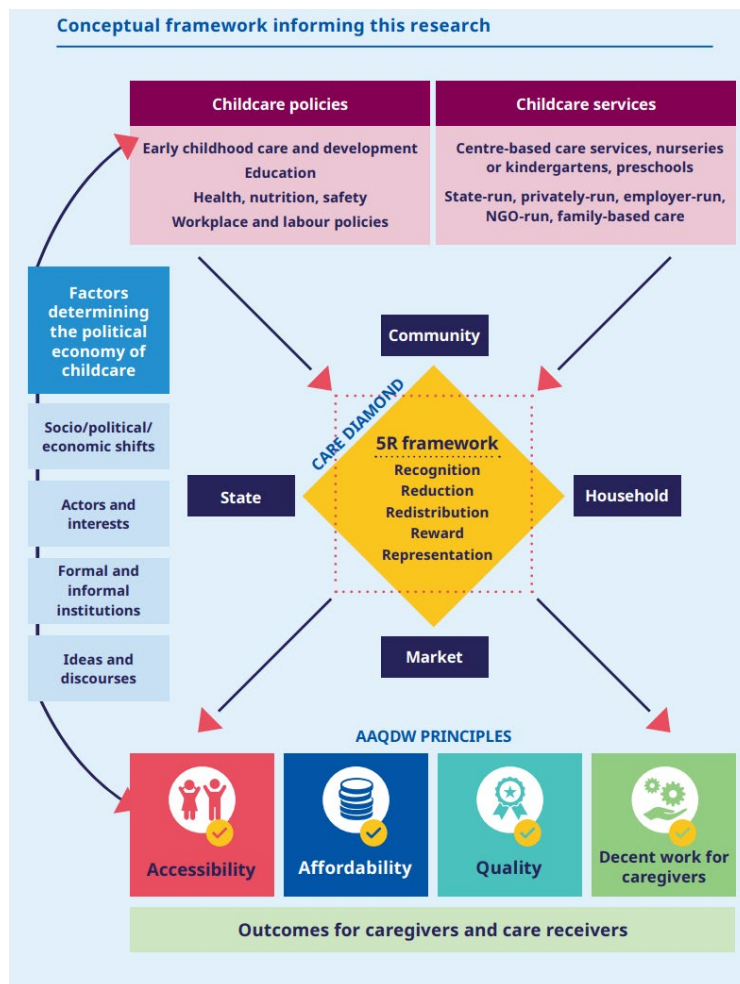 Conceptual framework informing this research
Childcare policies
Early childhood care and development
Education
Health, nutrition, safety
Workplace and labour policies
Childcare services
Centre-based care services, nurseries
or kindergartens, preschools
State-run, privately-run, employer-run,
NGO-run, family-based care
Factors
determining
the political
economy of
childcare
Socio/political/
economic shifts
Actors and
interests
Formal and
informal
institutions
Ideas and
discourses
Community
CARE DIAMOND
5R framework
Recognition
Reduction
Redistribution
Reward
Representation
State
Household
Market
AAQDW PRINCIPLES
Accessibility
Affordability
Quality
Decent work for
caregivers
Outcomes for caregivers and care receivers